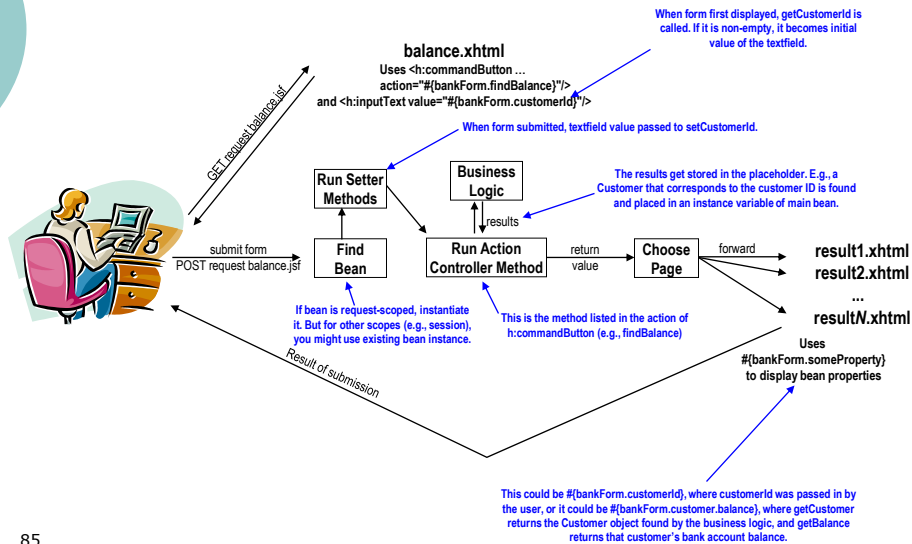 When form first displayed, getCustomerId is
called. If it is non-empty, it becomes initial
value of the textfield.
balance.xhtml
Uses <h:commandButton ...
action="#{bankForm.findBalance}"/>
and <h:inputText value="#{bankForm.customerId}"/>
GET request balance.jsf
When form submitted, textfield value passed to setCustomerId.
Run Setter
Methods
Business
Logic
results
The results get stored in the placeholder. E.g., a
Customer that corresponds to the customer ID is found
and placed in an instance variable of main bean.
submit form
POST request balance.jsf
Find
Bean
Run Action
Controller Method
return
value
Choose
Page
forward
result1.xhtml
result2.xhtml
...
resultN.xhtml
Uses
#{bankForm.someProperty}
to display bean properties
If bean is request-scoped, instantiate
it. But for other scopes (e.g., session),
you might use existing bean instance.
This is the method listed in the action of
h:commandButton (e.g., findBalance)
Result of submission
This could be #{bankForm.customerId}, where customerId was passed in by
the user, or it could be #{bankForm.customer.balance}, where getCustomer
returns the Customer object found by the business logic, and getBalance
returns that customer's bank account balance.
85